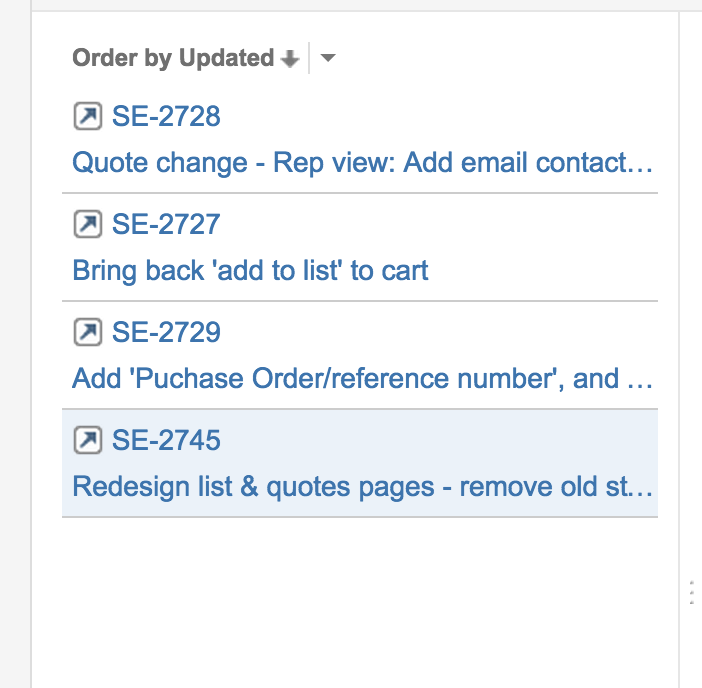 Order by Updated
SE-2728
Quote change - Rep view: Add email contact...
SE-2727
Bring back 'add to list' to cart
SE-2729
Add 'Puchase Order/reference number', and ...
SE-2745
Redesign list & quotes pages - remove old st...